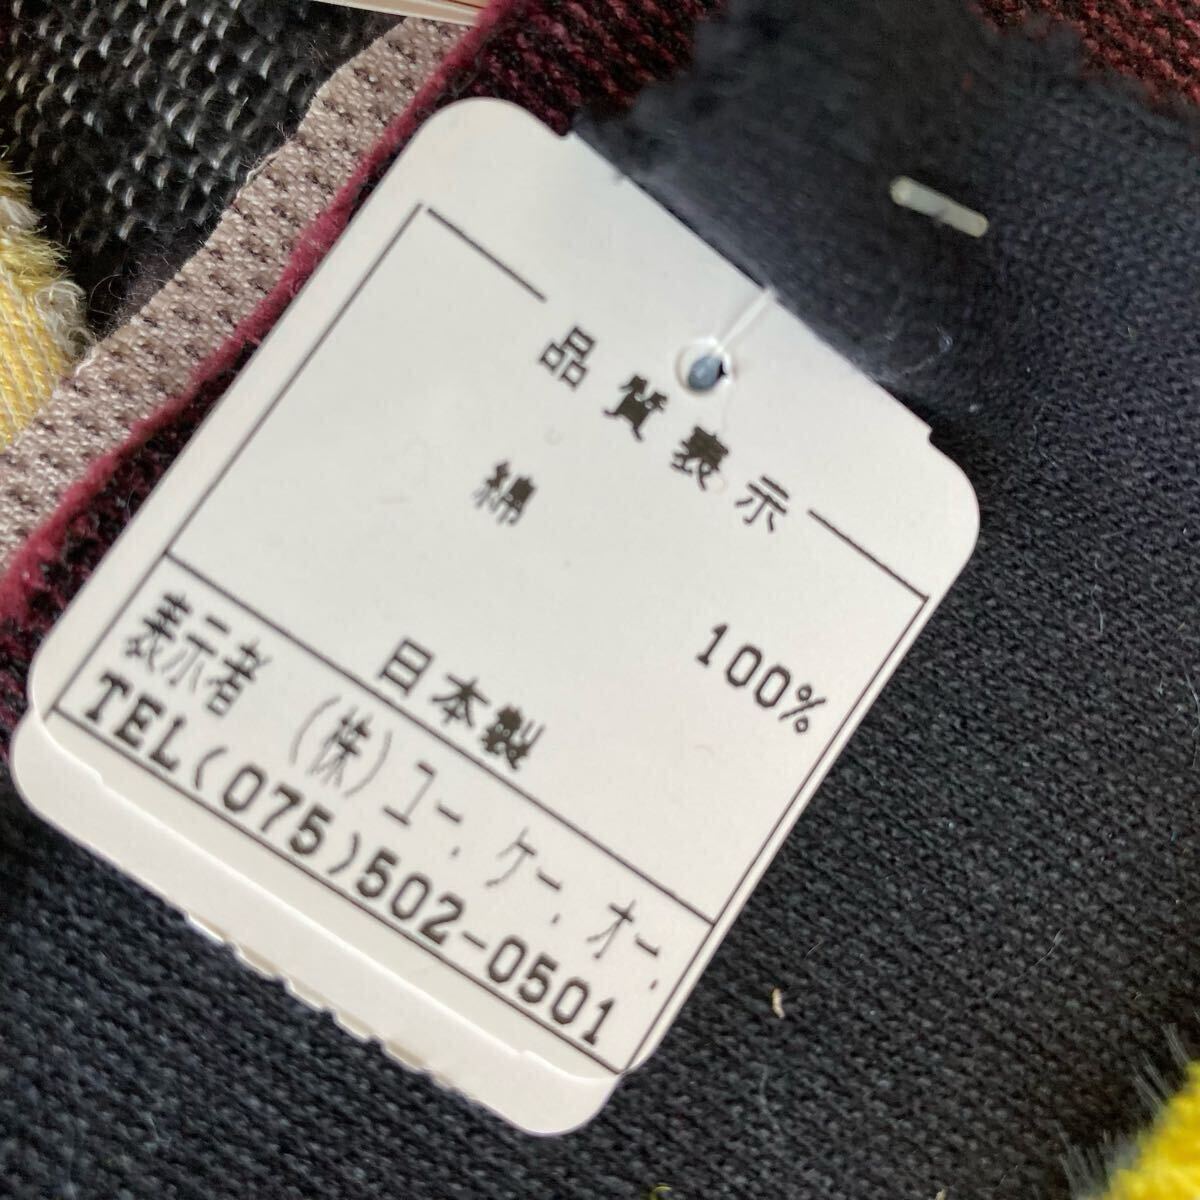 品質表示
綿 100%
日本製
表示者 (株)ユー.ケー.オー.
TEL(075)502-0501